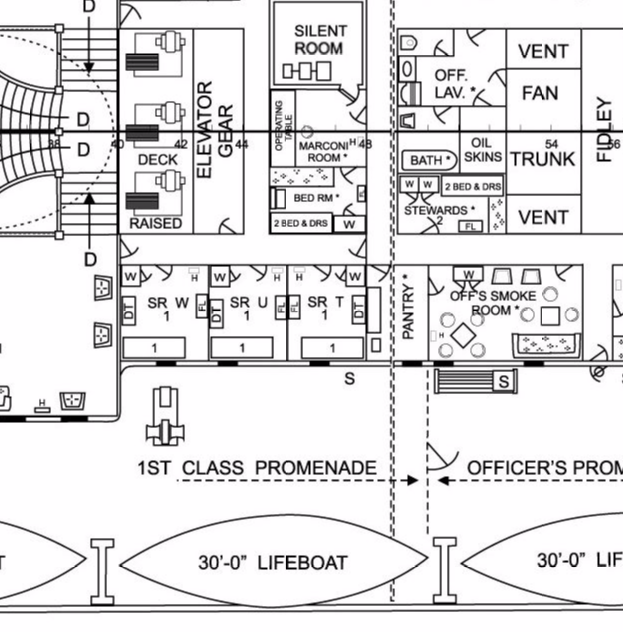 D
SILENT
ROOM
OFF.
LAV. *
VENT
FAN
TRUNK
VENT
54
56
FIDLEY
ELEVATOR
GEAR
OPERATING
TABLE
MARCONI H
ROOM *
48
OIL
SKINS
BATH *
D
D
38
40
42
44
DECK
RAISED
BED RM *
FL
2 BED & DRS
W
W W
2 BED & DRS
STEWARDS *
2
FL
D
W H
SR W
1
DT
FL
1
W H
SR U
1
DT
FL
1
H W
SR T
1
FL
DT
1
PANTRY *
W
OFF'S SMOKE
ROOM *
H
H
S
S
1ST CLASS PROMENADE
OFFICER'S PROM
T
30'-0" LIFEBOAT
30'-0" LIF